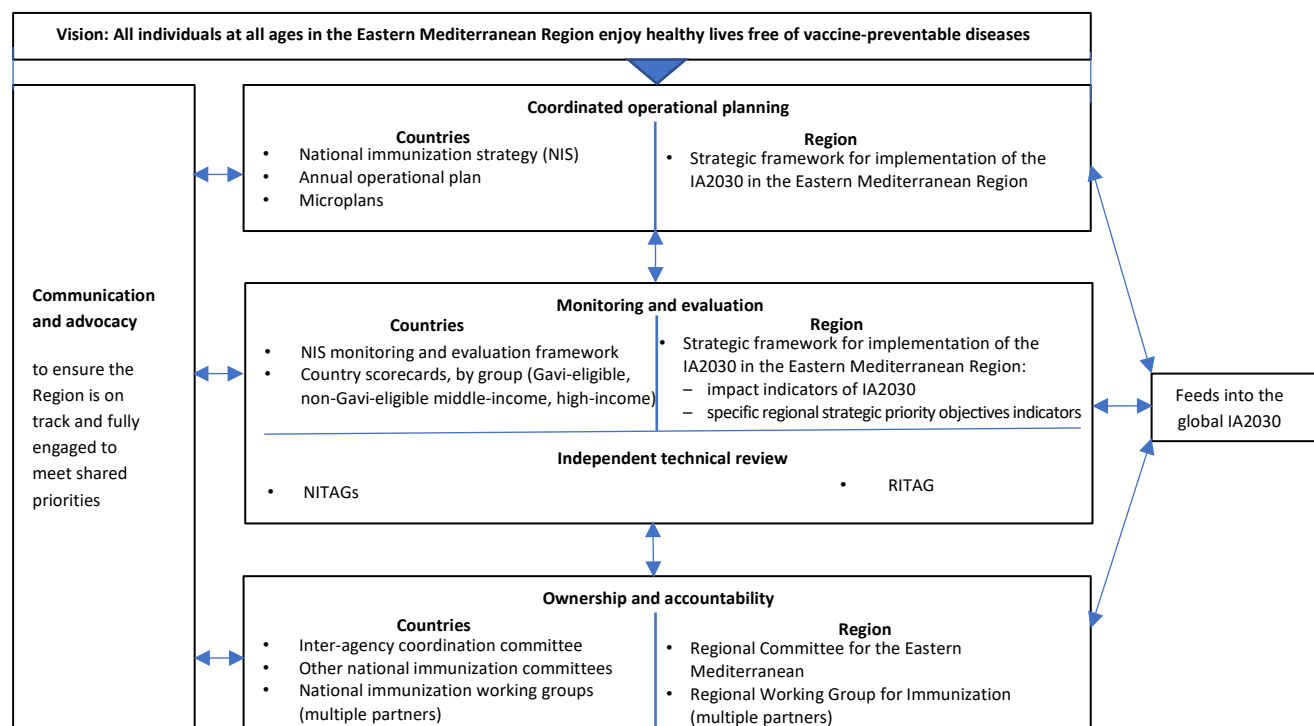 Vision: All individuals at all ages in the Eastern Mediterranean Region enjoy healthy lives free of vaccine-preventable diseases
Coordinated operational planning
Countries
• National immunization strategy (NIS)
• Annual operational plan
• Microplans
Region
• Strategic framework for implementation of the
IA2030 in the Eastern Mediterranean Region
Communication
and advocacy
to ensure the
Region is on
track and fully
engaged to
meet shared
priorities
Monitoring and evaluation
Countries
• NIS monitoring and evaluation framework
• Country scorecards, by group (Gavi-eligible,
non-Gavi-eligible middle-income, high-income)
Region
• Strategic framework for implementation of the
IA2030 in the Eastern Mediterranean Region:
– impact indicators of IA2030
– specific regional strategic priority objectives indicators
Independent technical review
• NITAGs
• RITAG
Feeds into the
global IA2030
Ownership and accountability
Countries
• Inter-agency coordination committee
• Other national immunization committees
• National immunization working groups
(multiple partners)
Region
• Regional Committee for the Eastern
Mediterranean
• Regional Working Group for Immunization
(multiple partners)